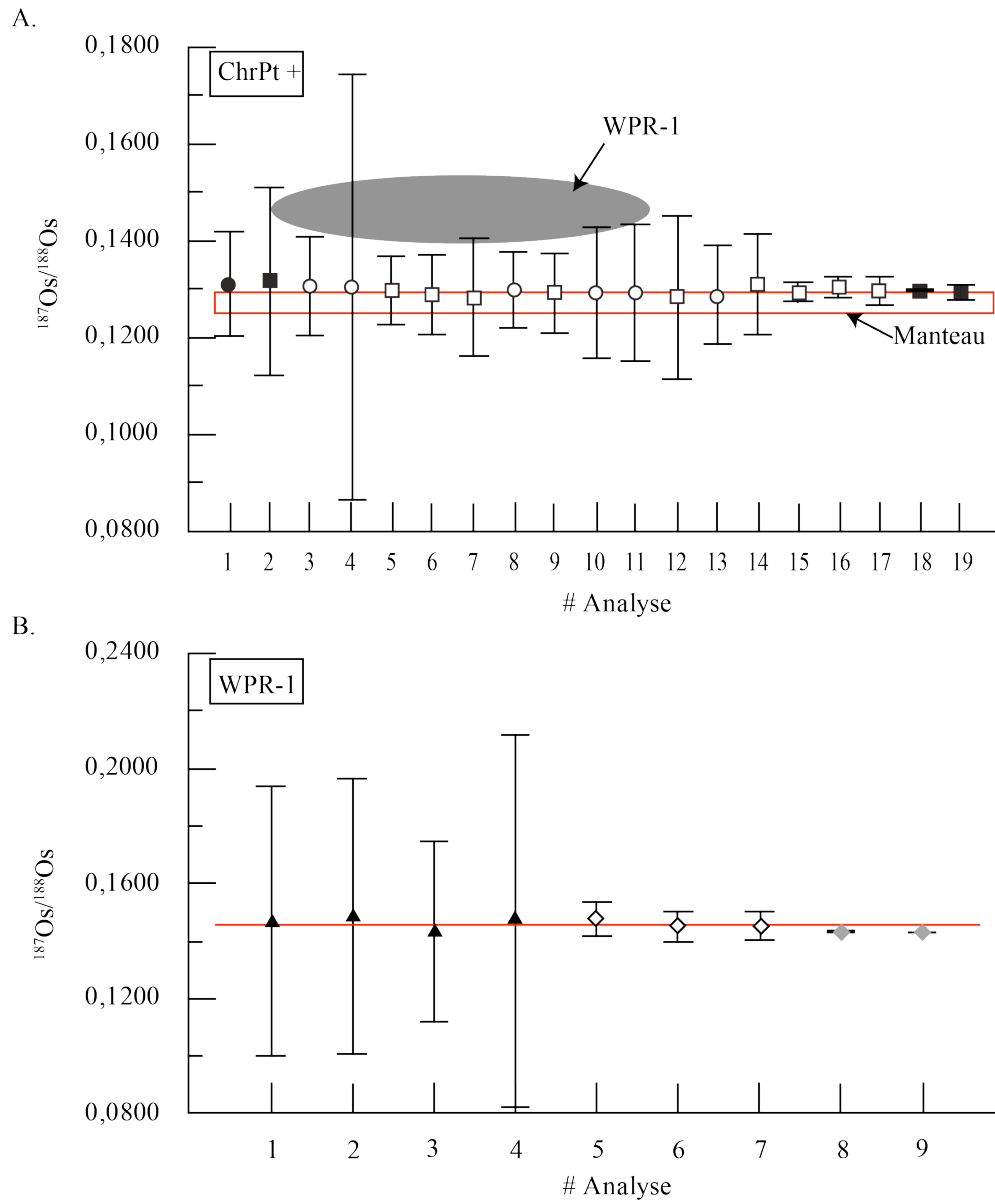 A.
0,1800
ChrPt +
0,1600
WPR-1
0,1400
187Os/188Os
0,1200
Manteau
0,1000
0,0800
1 2 3 4 5 6 7 8 9 10 11 12 13 14 15 16 17 18 19
# Analyse
B.
0,2400
WPR-1
0,2000
0,1600
187Os/188Os
0,1200
0,0800
1 2 3 4 5 6 7 8 9
# Analyse